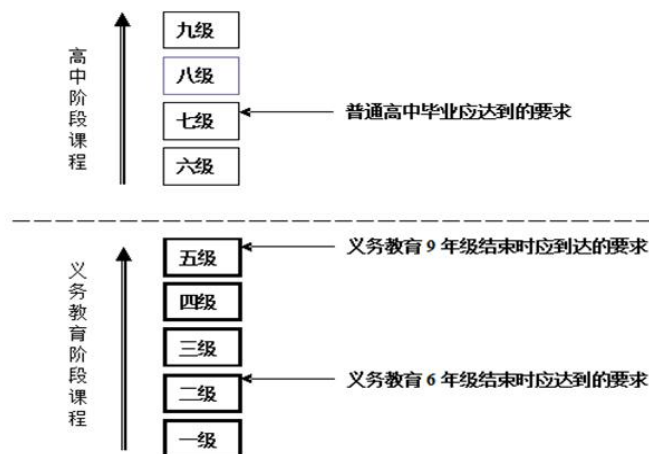 高中阶段课程
九级
八级
七级
普通高中毕业应达到的要求
六级
义务教育阶段课程
五级
义务教育9年级结束时应到达的要求
四级
三级
二级
义务教育6年级结束时应达到的要求
一级